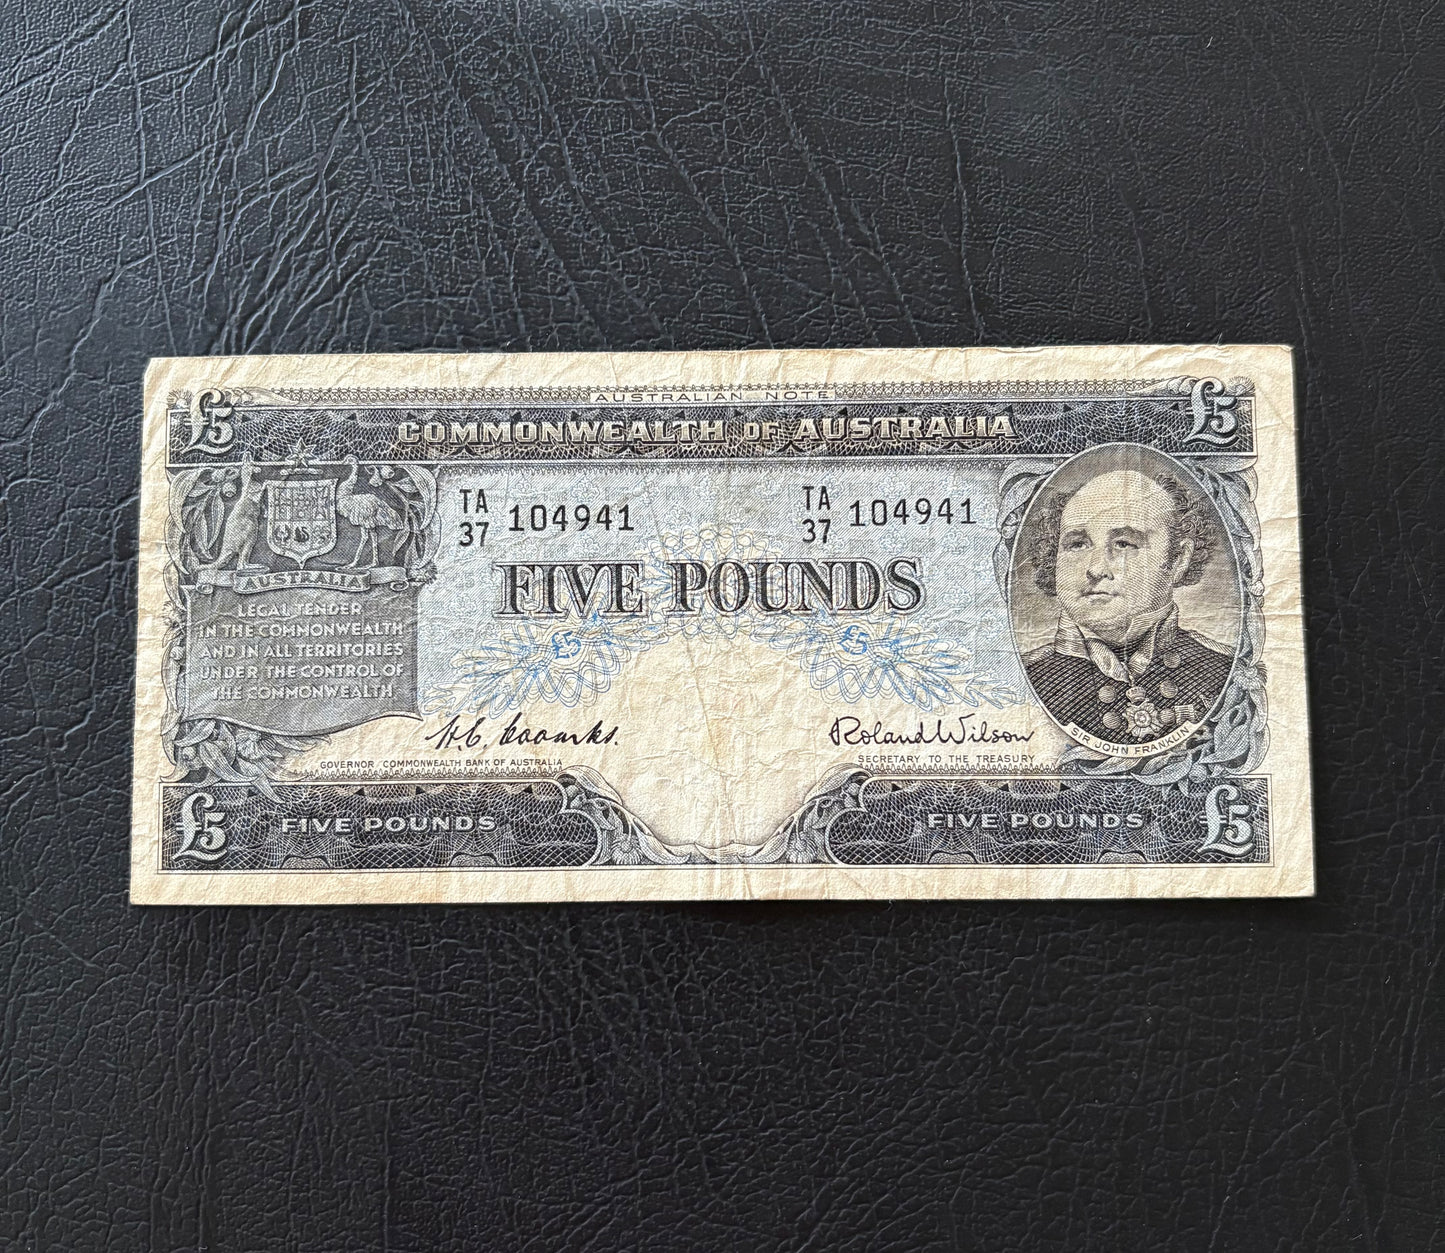 AUSTRALIAN NOTE
£5 COMMONWEALTH OF AUSTRALIA £5
TA
37 104941
TA
37 104941
FIVE POUNDS
AUSTRALIA
LEGAL TENDER
IN THE COMMONWEALTH
AND IN ALL TERRITORIES
UNDER THE CONTROL OF
THE COMMONWEALTH
£5 £5
H.C. Coombs.
GOVERNOR COMMONWEALTH BANK OF AUSTRALIA
Roland Wilson
SECRETARY TO THE TREASURY
SIR JOHN FRANKLIN
£5 FIVE POUNDS
FIVE POUNDS £5